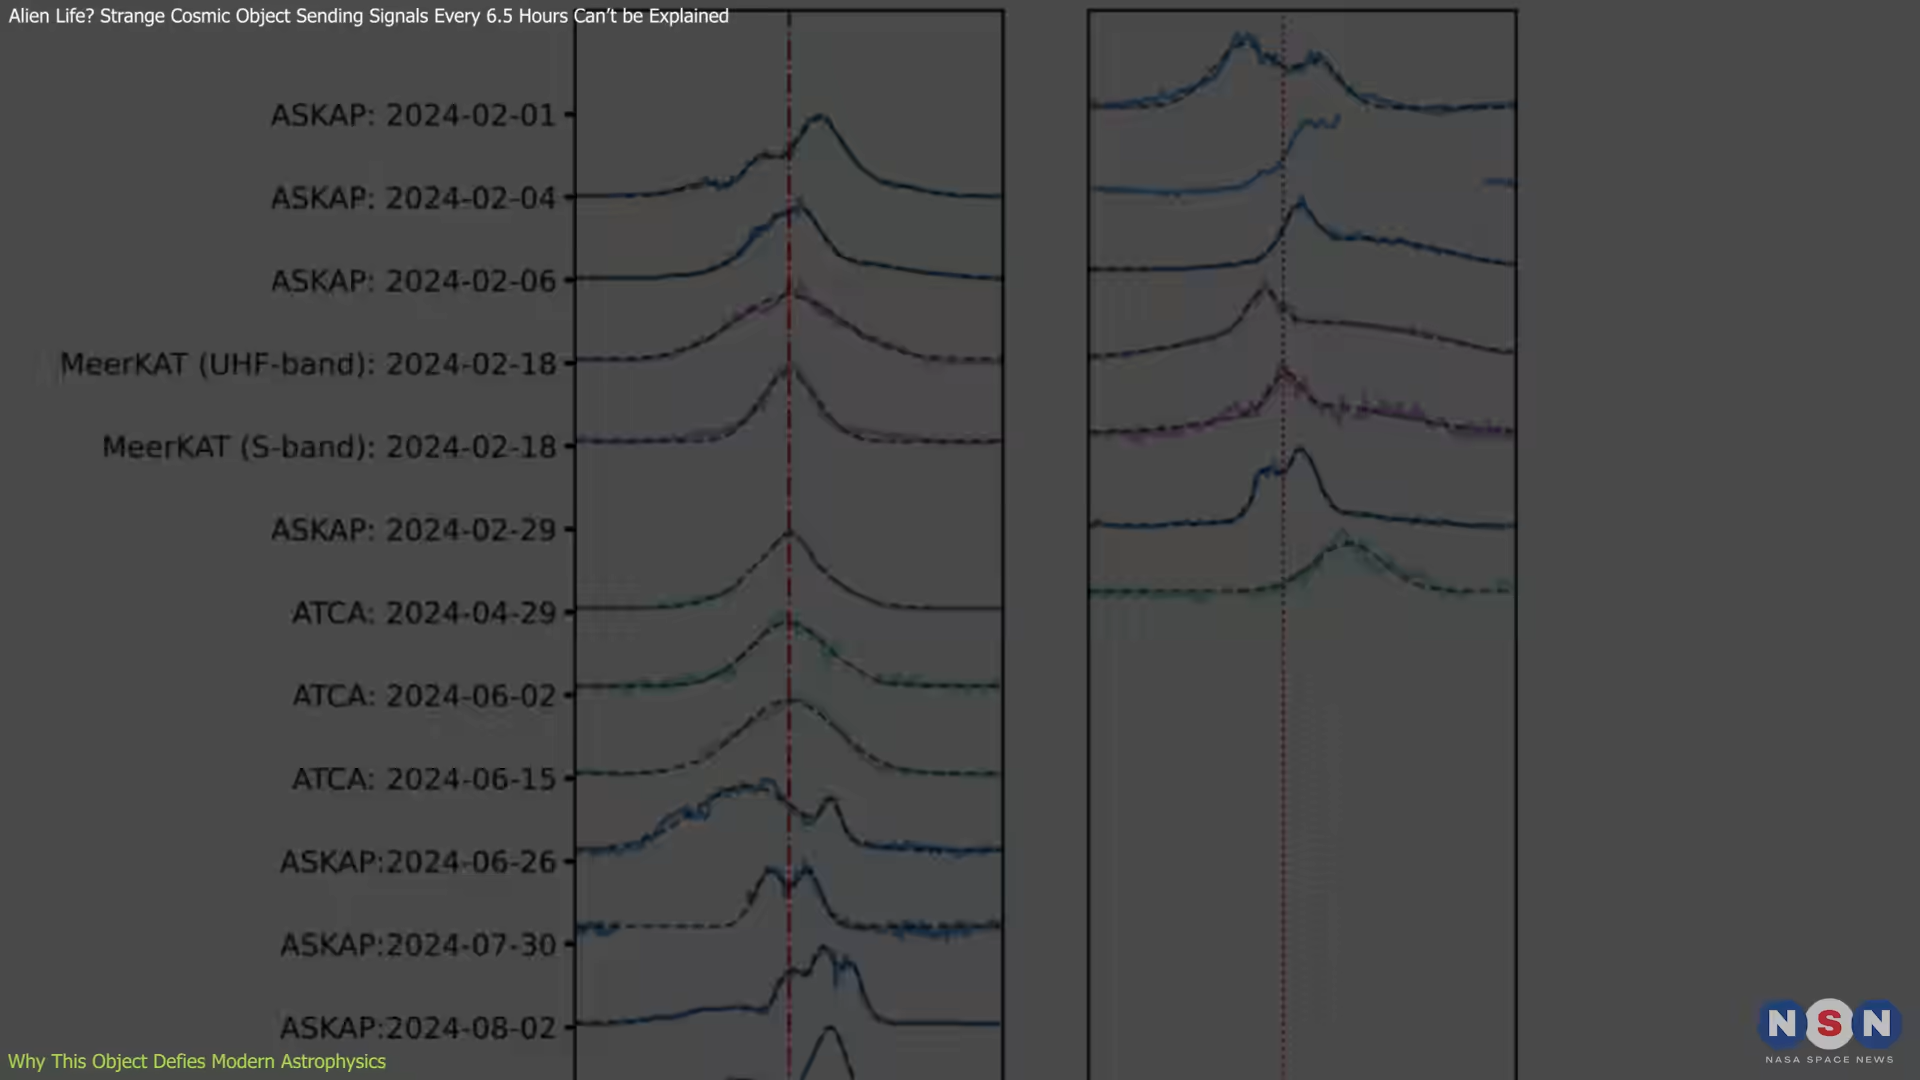 Alien Life? Strange Cosmic Object Sending Signals Every 6.5 Hours Can't be Explained
ASKAP: 2024-02-01
ASKAP: 2024-02-04
ASKAP: 2024-02-06
MeerKAT (UHF-band): 2024-02-18
MeerKAT (S-band): 2024-02-18
ASKAP: 2024-02-29
ATCA: 2024-04-29
ATCA: 2024-06-02
ATCA: 2024-06-15
ASKAP:2024-06-26
ASKAP:2024-07-30
ASKAP:2024-08-02
Why This Object Defies Modern Astrophysics
NSN
NASA SPACE NEWS